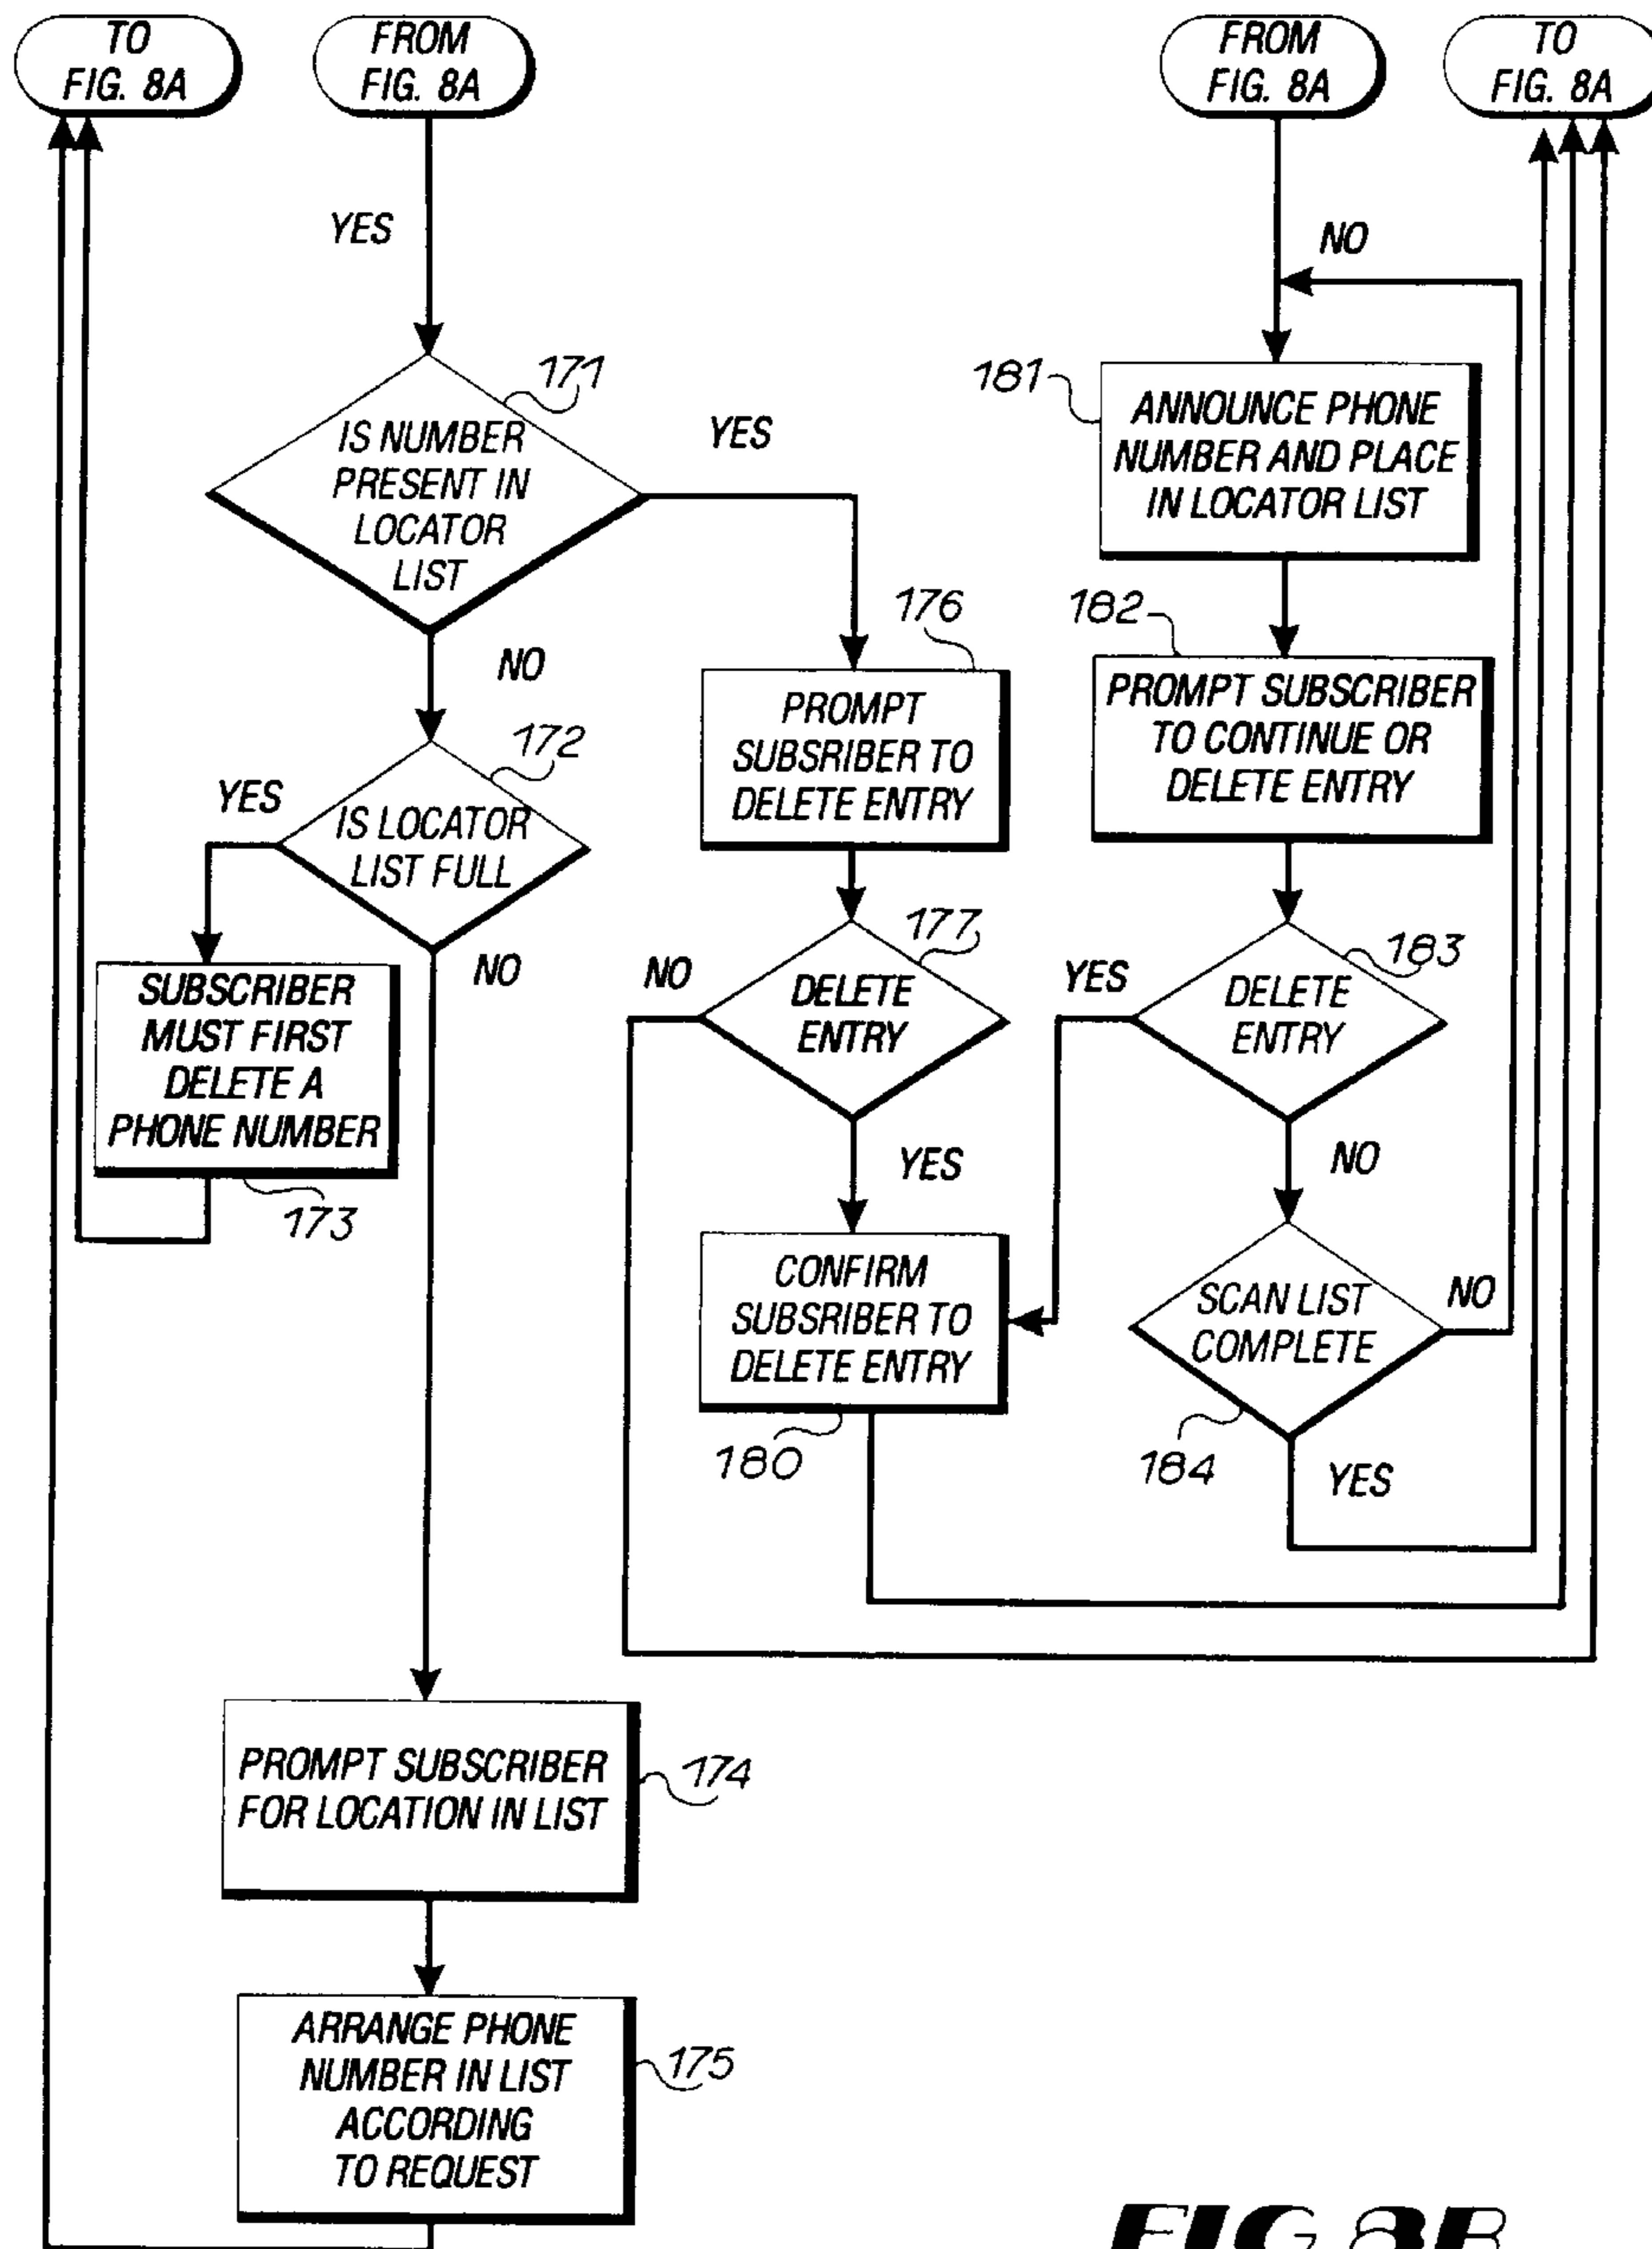 TO
FIG. 8A
FROM
FIG. 8A
FROM
FIG. 8A
TO
FIG. 8A
YES
NO
171
IS NUMBER
PRESENT IN
LOCATOR
LIST
YES
181
ANNOUNCE PHONE
NUMBER AND PLACE
IN LOCATOR LIST
NO
176
PROMPT
SUBSRIBER TO
DELETE ENTRY
182
PROMPT SUBSCRIBER
TO CONTINUE OR
DELETE ENTRY
172
YES
IS LOCATOR
LIST FULL
NO
SUBSCRIBER
MUST FIRST
DELETE A
PHONE NUMBER
173
177
NO
DELETE
ENTRY
YES
183
YES
DELETE
ENTRY
NO
CONFIRM
SUBSRIBER TO
DELETE ENTRY
180
SCAN LIST
COMPLETE
NO
184
YES
PROMPT SUBSCRIBER
FOR LOCATION IN LIST
174
ARRANGE PHONE
NUMBER IN LIST
ACCORDING
TO REQUEST
175
FIG 8B